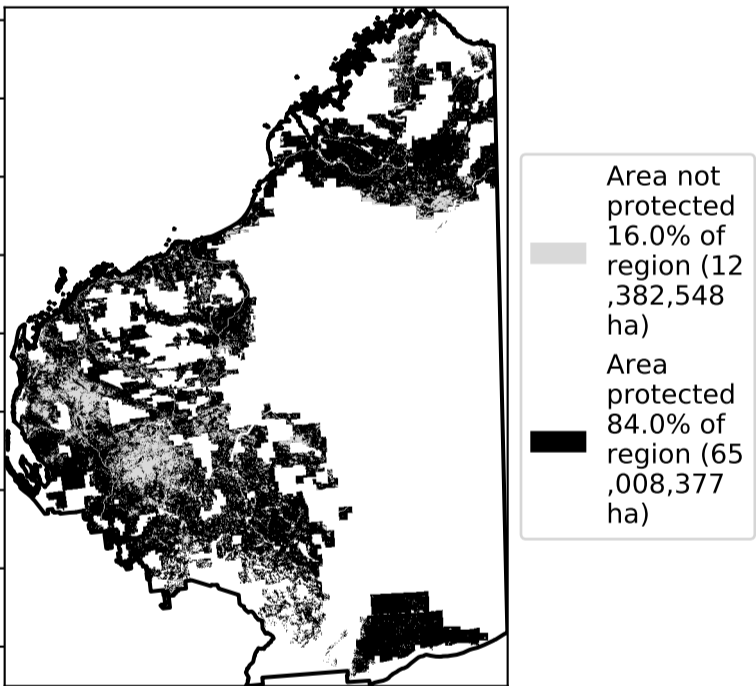 Area not
protected
16.0% of
region (12
,382,548
ha)
Area
protected
84.0% of
region (65
,008,377
ha)